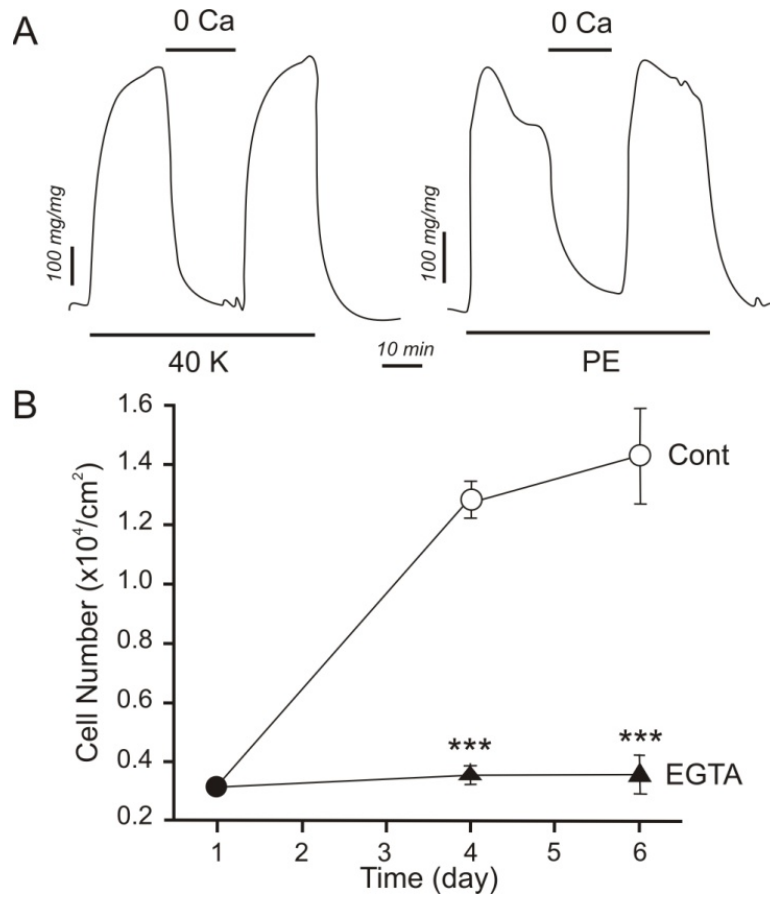 A
0 Ca
0 Ca
100 mg/mg
100 mg/mg
40 K
10 min
PE
B
1.6
1.4
1.2
1.0
0.8
0.6
0.4
0.2
Cell Number (x10⁴/cm²)
Cont
***
***
EGTA
1 2 3 4 5 6
Time (day)